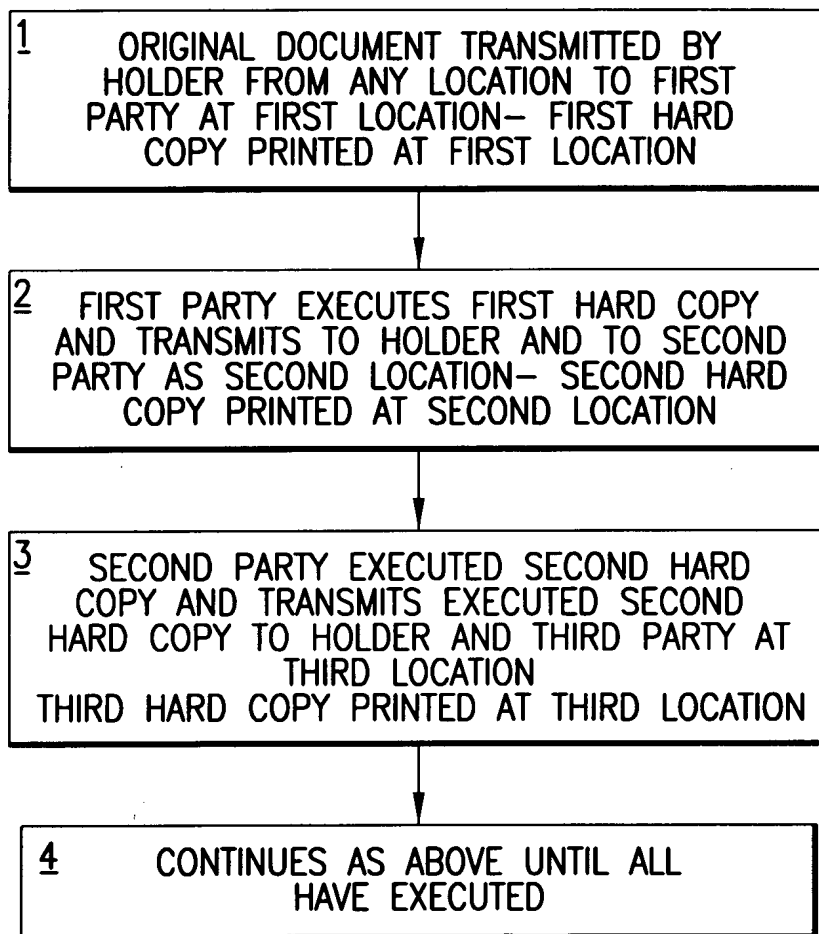 1
ORIGINAL DOCUMENT TRANSMITTED BY
HOLDER FROM ANY LOCATION TO FIRST
PARTY AT FIRST LOCATION– FIRST HARD
COPY PRINTED AT FIRST LOCATION
2
FIRST PARTY EXECUTES FIRST HARD COPY
AND TRANSMITS TO HOLDER AND TO SECOND
PARTY AS SECOND LOCATION– SECOND HARD
COPY PRINTED AT SECOND LOCATION
3
SECOND PARTY EXECUTED SECOND HARD
COPY AND TRANSMITS EXECUTED SECOND
HARD COPY TO HOLDER AND THIRD PARTY AT
THIRD LOCATION
THIRD HARD COPY PRINTED AT THIRD LOCATION
4
CONTINUES AS ABOVE UNTIL ALL
HAVE EXECUTED